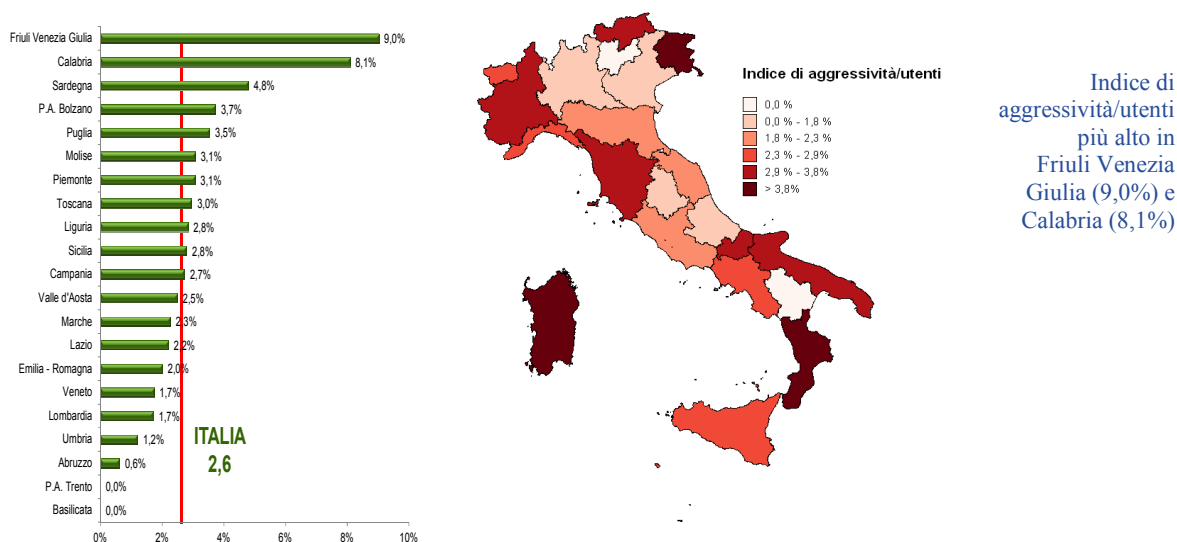 Friuli Venezia Giulia 9,0%
Calabria 8,1%
Sardegna 4,8%
P.A. Bolzano 3,7%
Puglia 3,5%
Molise 3,1%
Piemonte 3,1%
Toscana 3,0%
Liguria 2,8%
Sicilia 2,8%
Campania 2,7%
Valle d'Aosta 2,5%
Marche 2,3%
Lazio 2,2%
Emilia - Romagna 2,0%
Veneto 1,7%
Lombardia 1,7%
Umbria 1,2%
Abruzzo 0,6%
P.A. Trento 0,0%
Basilicata 0,0%
0% 2% 4% 6% 8% 10%
ITALIA
2,6
Indice di aggressività/utenti
0,0 %
0,0 % - 1,8 %
1,8 % - 2,3 %
2,3 % - 2,9%
2,9 % - 3,8%
> 3,8%
Indice di
aggressività/utenti
più alto in
Friuli Venezia
Giulia (9,0%) e
Calabria (8,1%)